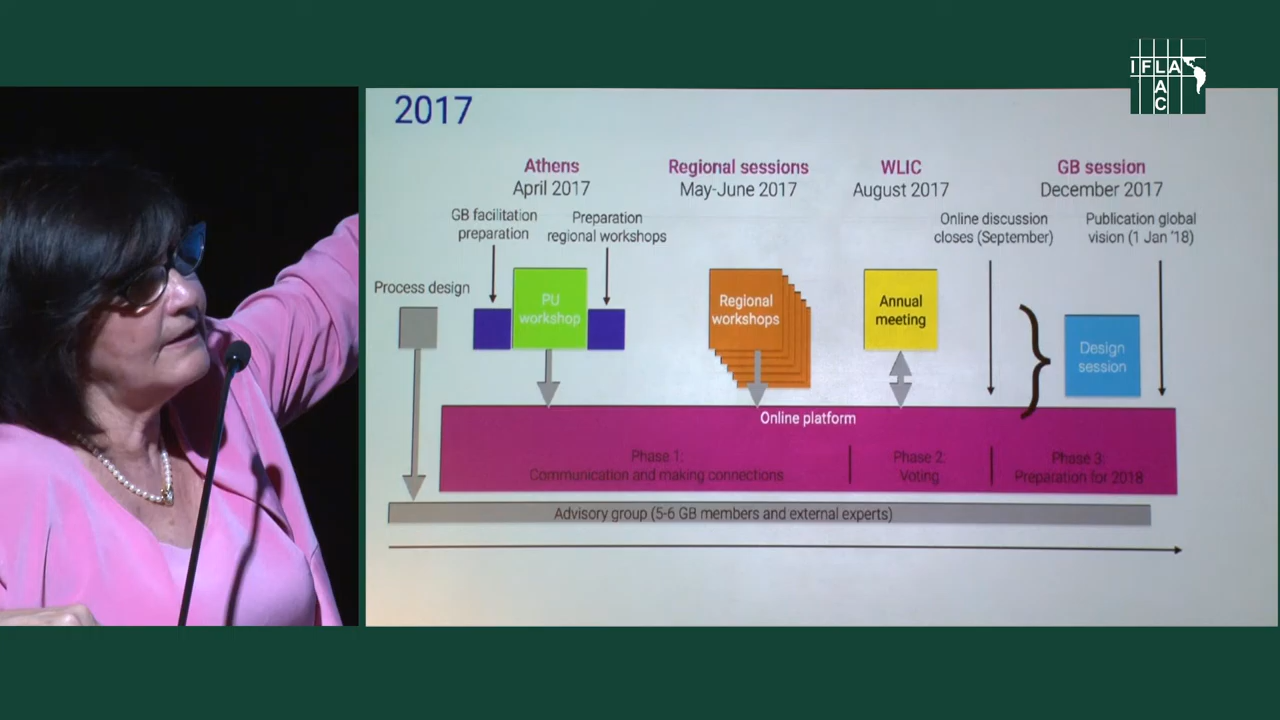 IFLA
LAC
2017
Athens
April 2017
Regional sessions
May-June 2017
WLIC
August 2017
GB session
December 2017
GB facilitation
preparation
Preparation
regional workshops
Online discussion
closes (September)
Publication global
vision (1 Jan '18)
Process design
PU
workshop
Regional
workshops
Annual
meeting
Design
session
Online platform
Phase 1:
Communication and making connections
Phase 2:
Voting
Phase 3:
Preparation for 2018
Advisory group (5-6 GB members and external experts)